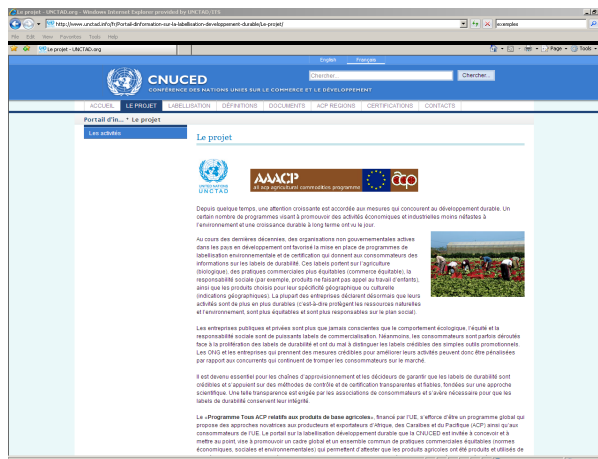 Le projet - UNCTAD.org - Windows Internet Explorer provided by UNCTAD/ITS
http://www.unctad.info/fr/Portail-dinformation-sur-la-labellisation-developpement-durable/Le-projet/
exemples
File Edit View Favorites Tools Help
Le projet - UNCTAD.org
Page Tools
English Français
CNUCED
CONFÉRENCE DES NATIONS UNIES SUR LE COMMERCE ET LE DÉVELOPPEMENT
Chercher... Chercher...
ACCUEIL LE PROJET LABELLISATION DÉFINITIONS DOCUMENTS ACP REGIONS CERTIFICATIONS CONTACTS
Portail d'in... * Le projet
Les activités
Le projet
UNITED NATIONS
UNCTAD
AAACP
all acp agricultural commodities programme
acp
Depuis quelque temps, une attention croissante est accordée aux mesures qui concourent au développement durable. Un
certain nombre de programmes visant à promouvoir des activités économiques et industrielles moins néfastes à
l'environnement et une croissance durable à long terme ont vu le jour.
Au cours des dernières décennies, des organisations non gouvernementales actives
dans les pays en développement ont favorisé la mise en place de programmes de
labellisation environnementale et de certification qui donnent aux consommateurs des
informations sur les labels de durabilité. Ces labels portent sur l'agriculture
(biologique), des pratiques commerciales plus équitables (commerce équitable), la
responsabilité sociale (par exemple, produits ne faisant pas appel au travail d'enfants),
ainsi que les produits choisis pour leur spécificité géographique ou culturelle
(indications géographiques). La plupart des entreprises déclarent désormais que leurs
activités sont de plus en plus durables (c'est-à-dire protègent les ressources naturelles
et l'environnement, sont plus équitables et sont plus responsables sur le plan social).
Les entreprises publiques et privées sont plus que jamais conscientes que le comportement écologique, l'équité et la
responsabilité sociale sont de puissants labels de commercialisation. Néanmoins, les consommateurs sont parfois déroutés
face à la prolifération des labels de durabilité et ont du mal à distinguer les labels crédibles des simples outils promotionnels.
Les ONG et les entreprises qui prennent des mesures crédibles pour améliorer leurs activités peuvent donc être pénalisées
par rapport aux concurrents qui continuent de tromper les consommateurs sur le marché.
Il est devenu essentiel pour les chaînes d'approvisionnement et les décideurs de garantir que les labels de durabilité sont
crédibles et s'appuient sur des méthodes de contrôle et de certification transparentes et fiables, fondées sur une approche
scientifique. Une telle transparence est exigée par les associations de consommateurs et s'avère nécessaire pour que les
labels de durabilité conservent leur intégrité.
Le «Programme Tous ACP relatifs aux produits de base agricoles», financé par l'UE, s'efforce d'être un programme global qui
propose des approches novatrices aux producteurs et exportateurs d'Afrique, des Caraïbes et du Pacifique (ACP) ainsi qu'aux
consommateurs de l'UE. Le portail sur la labellisation développement durable que la CNUCED est invitée à concevoir et à
mettre au point, vise à promouvoir un cadre global et un ensemble commun de pratiques commerciales équitables (normes
économiques, sociales et environnementales) qui permettent d'attester que les produits agricoles ont été produits et utilisés de